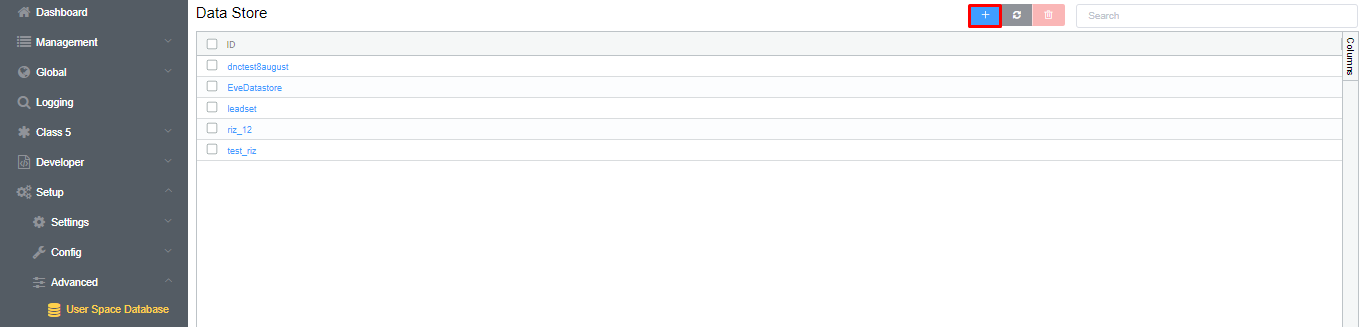 Dashboard
Management
Global
Logging
Class 5
Developer
Setup
Settings
Config
Advanced
User Space Database
Data Store
Search
ID
dnctest8august
EveDatastore
leadset
riz_12
test_riz
Columns